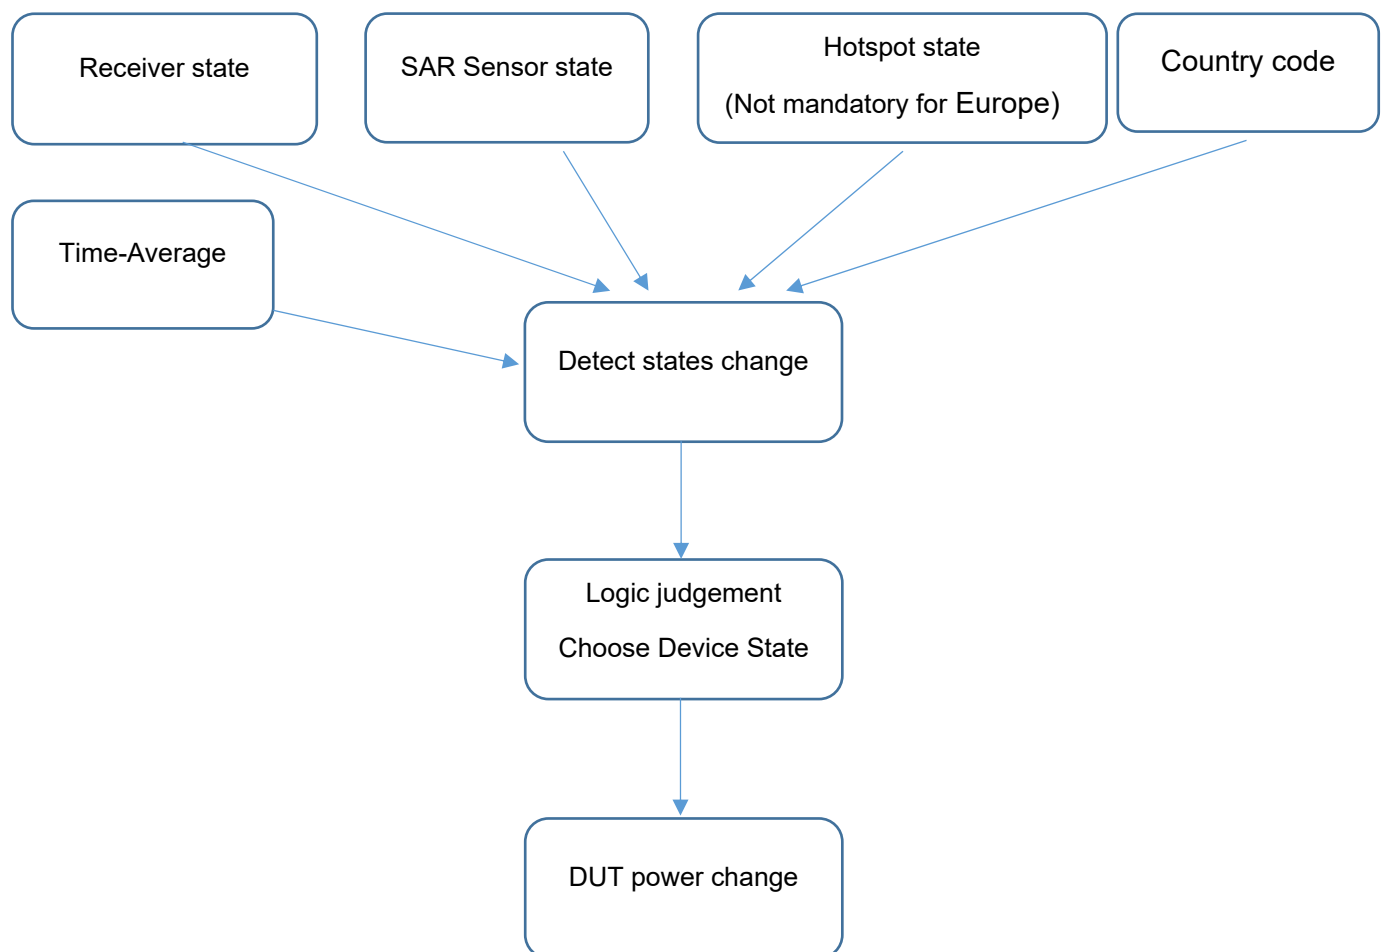 Receiver state
SAR Sensor state
Hotspot state
(Not mandatory for Europe)
Country code
Time-Average
Detect states change
Logic judgement
Choose Device State
DUT power change